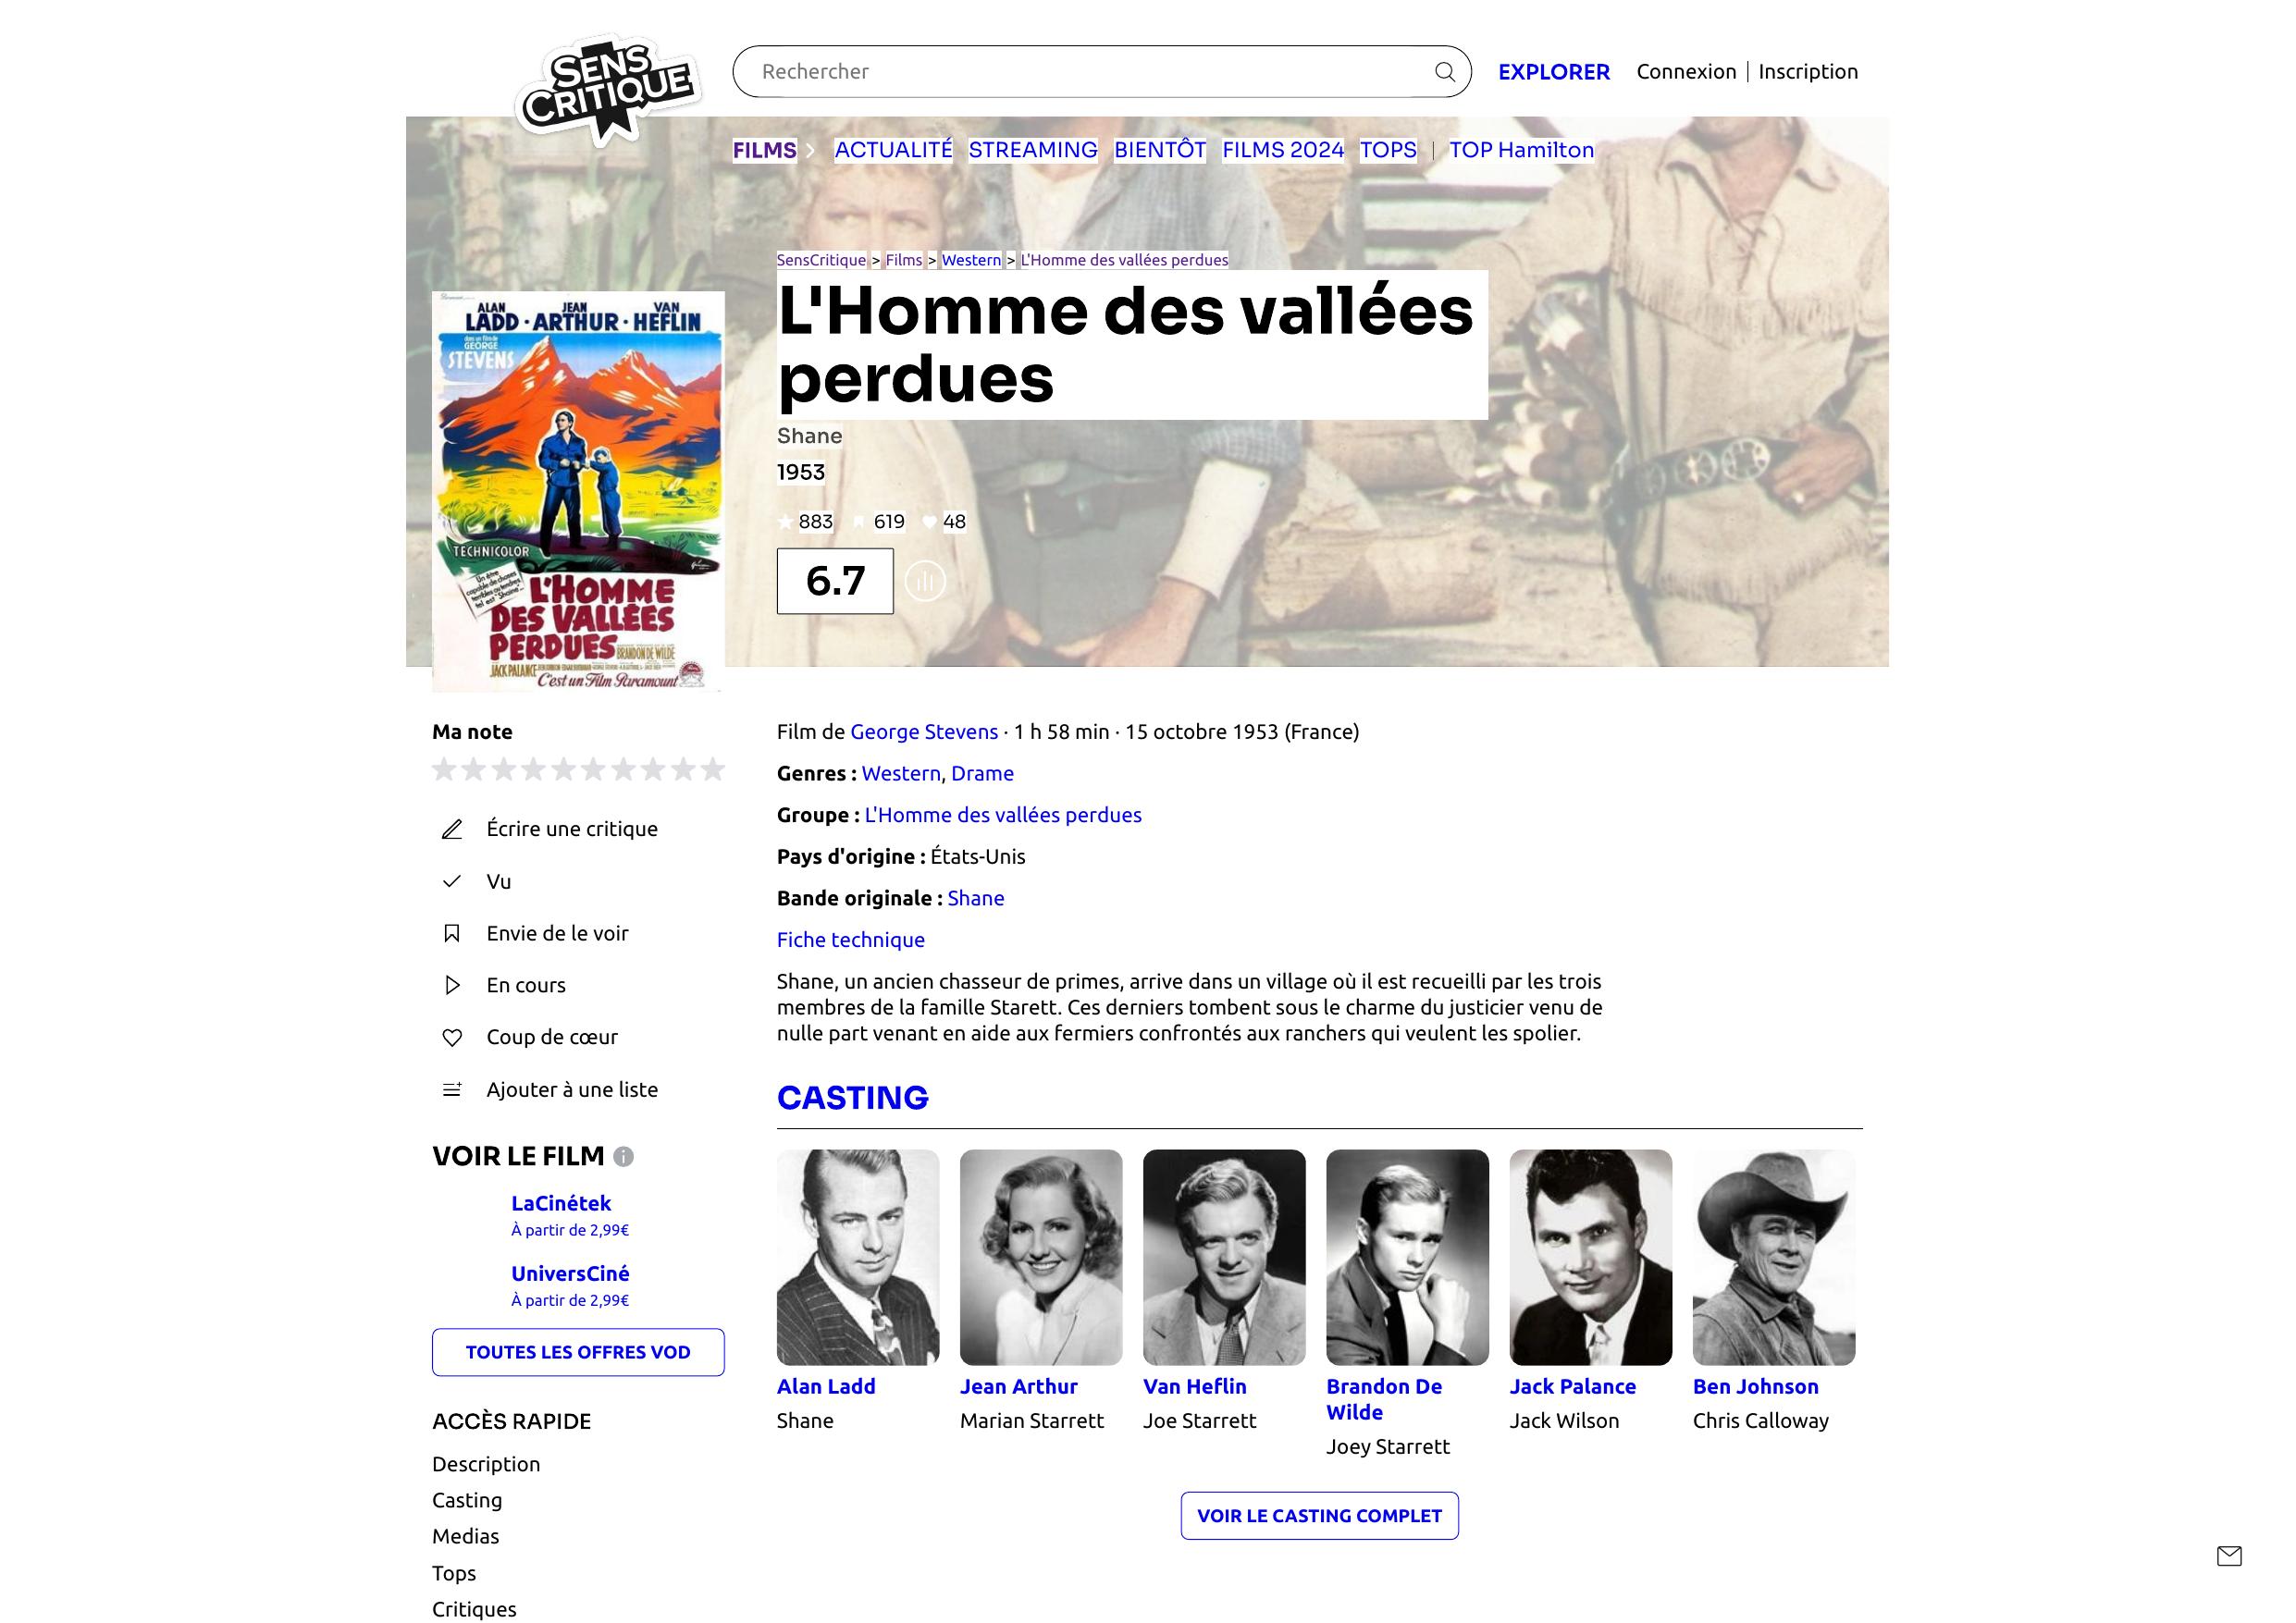 SENS
CRITIQUE
Rechercher
EXPLORER
Connexion | Inscription
FILMS
ACTUALITÉ
STREAMING
BIENTÔT
FILMS 2024
TOPS
| TOP Hamilton
SensCritique > Films > Western > L'Homme des vallées perdues
L'Homme des vallées
perdues
Shane
1953
883
619
48
6.7
ALAN LADD · JEAN ARTHUR · VAN HEFLIN
dans un film de
GEORGE
STEVENS
TECHNICOLOR
L'HOMME
DES VALLÉES
PERDUES
BRANDON DE WILDE
JACK PALANCE
C'est un Film Paramount
Ma note
Écrire une critique
Vu
Envie de le voir
En cours
Coup de cœur
Ajouter à une liste
VOIR LE FILM
LaCinétek
À partir de 2,99€
UniversCiné
À partir de 2,99€
TOUTES LES OFFRES VOD
ACCÈS RAPIDE
Description
Casting
Medias
Tops
Critiques
Film de George Stevens · 1 h 58 min · 15 octobre 1953 (France)
Genres : Western, Drame
Groupe : L'Homme des vallées perdues
Pays d'origine : États-Unis
Bande originale : Shane
Fiche technique
Shane, un ancien chasseur de primes, arrive dans un village où il est recueilli par les trois
membres de la famille Starett. Ces derniers tombent sous le charme du justicier venu de
nulle part venant en aide aux fermiers confrontés aux ranchers qui veulent les spolier.
CASTING
Alan Ladd
Shane
Jean Arthur
Marian Starrett
Van Heflin
Joe Starrett
Brandon De
Wilde
Joey Starrett
Jack Palance
Jack Wilson
Ben Johnson
Chris Calloway
VOIR LE CASTING COMPLET